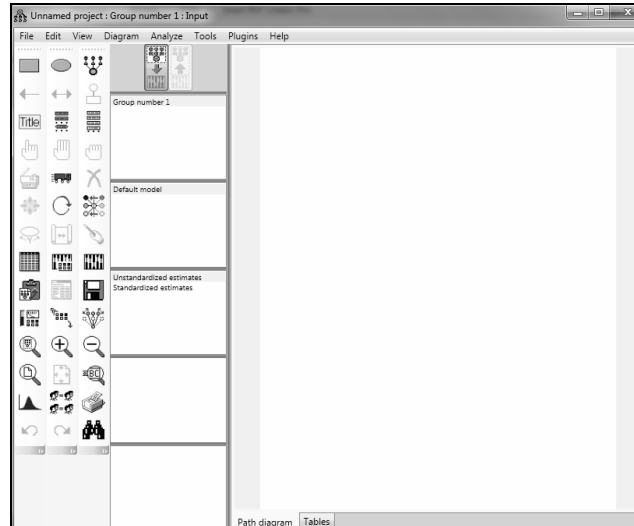 Unnamed project : Group number 1 : Input
File Edit View Diagram Analyze Tools Plugins Help
Title
Group number 1
Default model
Unstandardized estimates
Standardized estimates
Path diagram Tables